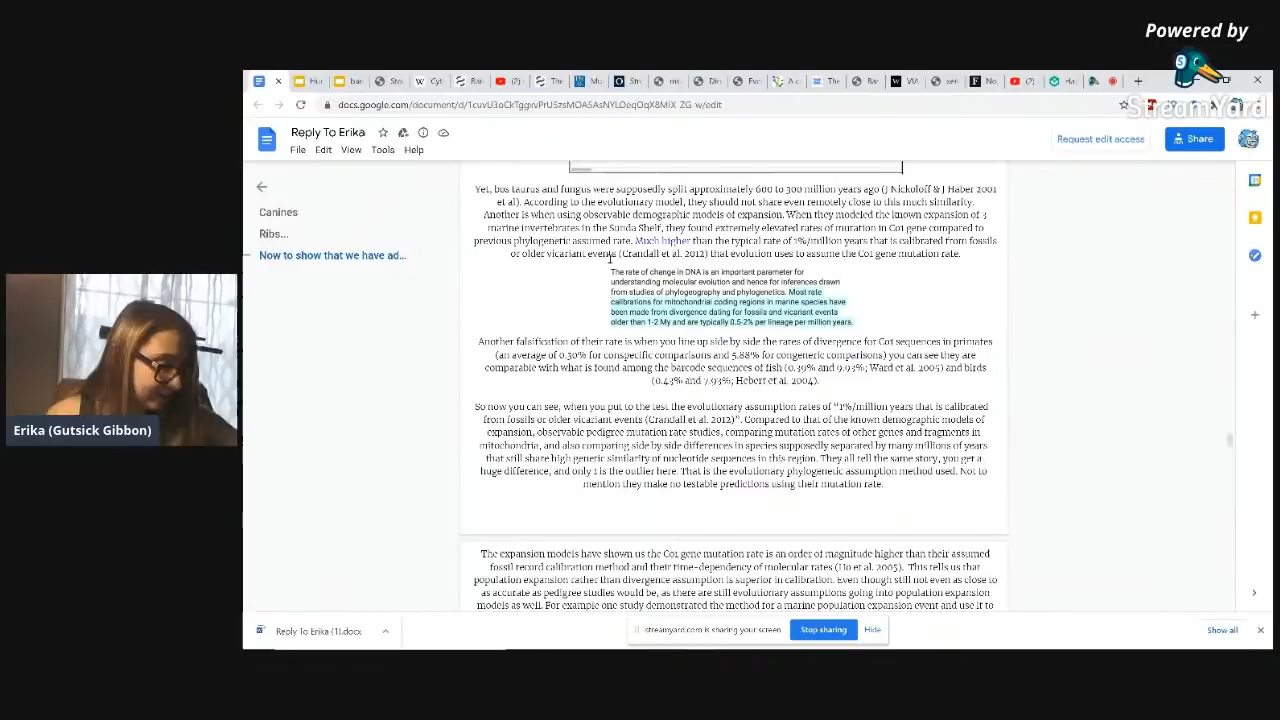 Powered by
StreamYard
docs.google.com/document/d/
Reply To Erika
Request edit access
Share
File Edit View Tools Help
Canines
Ribs...
Now to show that we have ad...
Yet, bos taurus and fungus were supposedly split approximately 600 to 300 million years ago (J Nickoloff & J Haber 2001
et al). According to the evolutionary model, they should not share even remotely close to this much similarity.
Another is when using observable demographic models of expansion. When they modeled the known expansion of 3
marine invertebrates in the Sunda Shelf, they found extremely elevated rates of mutation in Co1 gene compared to
previous phylogenetic assumed rate. Much higher than the typical rate of 1%/million years that is calibrated from fossils
or older vicariant events (Crandall et al. 2012) that evolution uses to assume the Co1 gene mutation rate.
The rate of change in DNA is an important parameter for
understanding molecular evolution and hence for inferences drawn
from studies of phylogeography and phylogenetics. Most rate
calibrations for mitochondrial coding regions in marine species have
been made from divergence dating for fossils and vicariant events
older than 1-2 My and are typically 0.5-2% per lineage per million years.
Another falsification of their rate is when you line up side by side the rates of divergence for Co1 sequences in primates
(an average of 0.30% for conspecific comparisons and 5.88% for congeneric comparisons) you can see they are
comparable with what is found among the barcode sequences of fish (0.39% and 9.93%; Ward et al. 2005) and birds
(0.43% and 7.93%; Hebert et al. 2004).
So now you can see, when you put to the test the evolutionary assumption rates of "1%/million years that is calibrated
from fossils or older vicariant events (Crandall et al. 2012)". Compared to that of the known demographic models of
expansion, observable pedigree mutation rate studies, comparing mutation rates of other genes and fragments in
mitochondria, and also comparing side by side differences in species supposedly separated by many millions of years
that still share high generic similarity of nucleotide sequences in this region. They all tell the same story, you get a
huge difference, and only 1 is the outlier here. That is the evolutionary phylogenetic assumption method used. Not to
mention they make no testable predictions using their mutation rate.
The expansion models have shown us the Co1 gene mutation rate is an order of magnitude higher than their assumed
fossil record calibration method and their time-dependency of molecular rates (Ho et al. 2005). This tells us that
population expansion rather than divergence assumption is superior in calibration. Even though still not even as close to
as accurate as pedigree studies would be, as there are still evolutionary assumptions going into population expansion
models as well. For example one study demonstrated the method for a marine population expansion event and use it to
Erika (Gutsick Gibbon)
Reply To Erika (1).docx
streamyard.com is sharing your screen.
Stop sharing
Hide
Show all